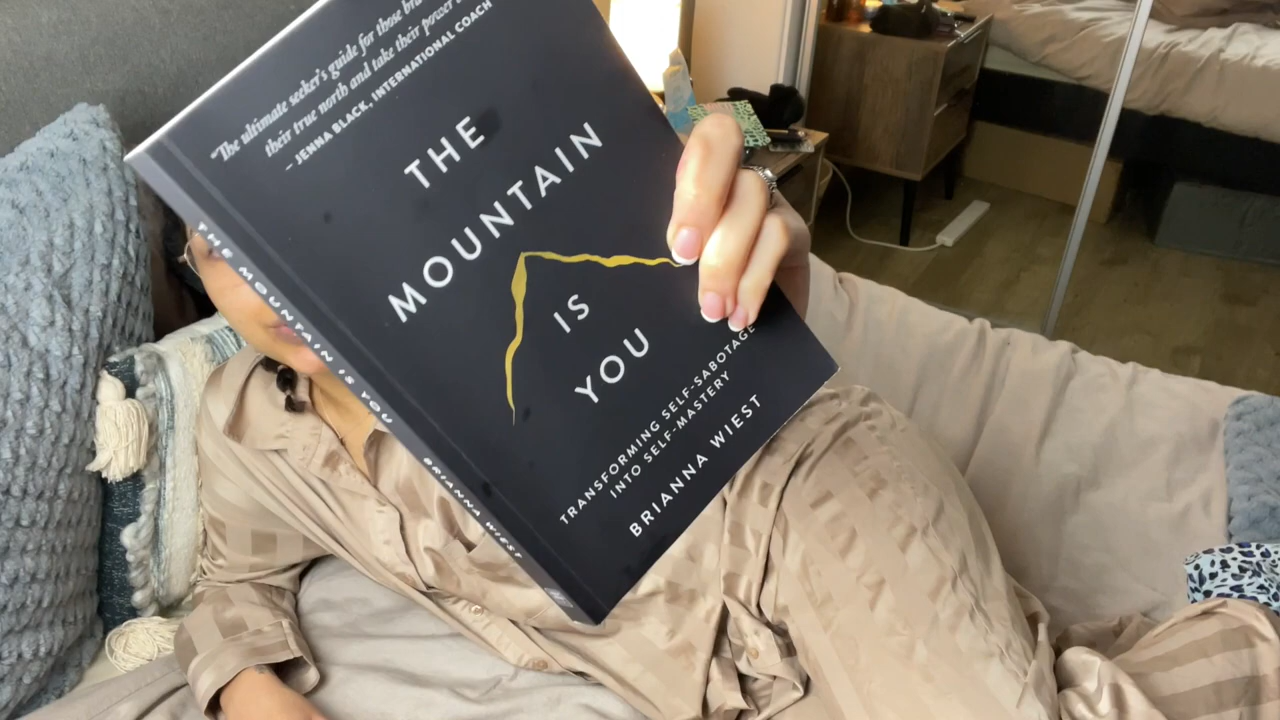 "The ultimate seeker's guide for those
their true north and take their power
– JENNA BLACK, INTERNATIONAL COACH
THE
MOUNTAIN
IS
YOU
TRANSFORMING SELF-SABOTAGE
INTO SELF-MASTERY
BRIANNA WIEST
THE MOUNTAIN IS YOU
BRIANNA WIEST